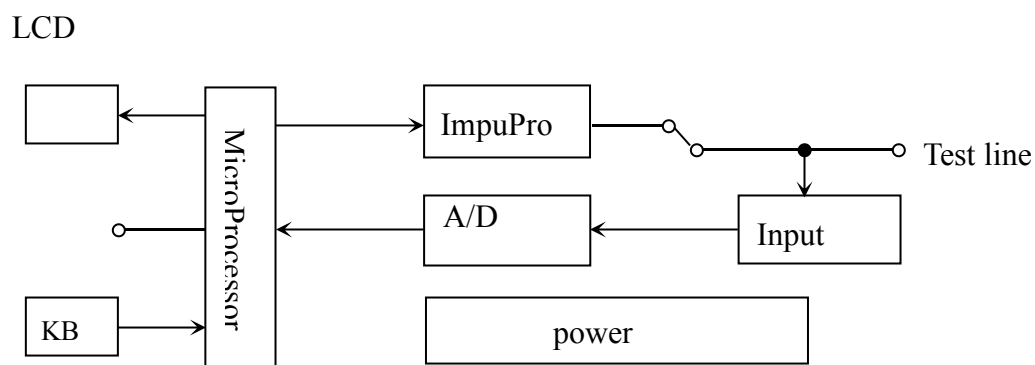 LCD
ImpuPro
MicroProcessor
Test line
A/D
Input
KB
power